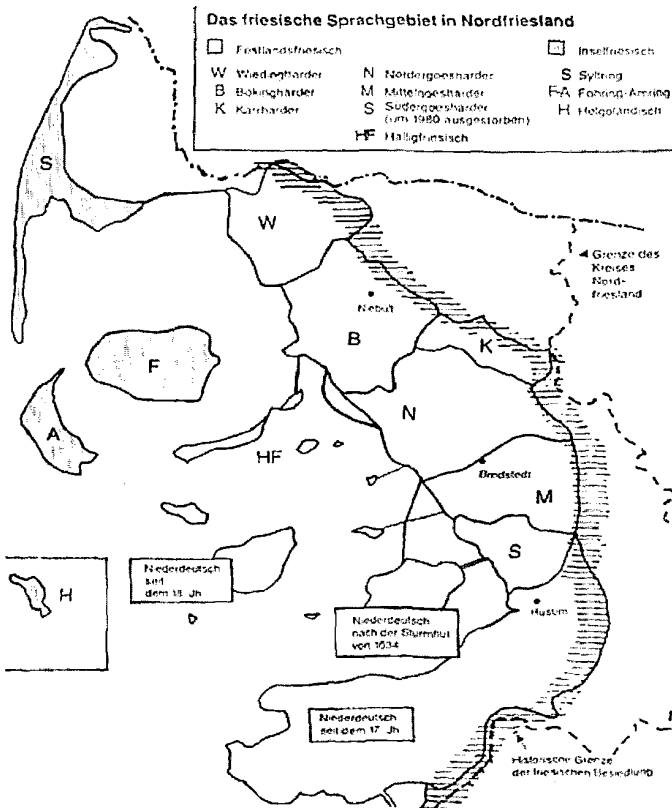 Das friesische Sprachgebiet in Nordfriesland
Festlandsfriesisch
W Wiedingharder
B Bökingharder
K Karrharder
N Nordergoesharder
M Mittelgoesharder
S Südergoesharder
(um 1980 ausgestorben)
HF Halligfriesisch
Inselfriesisch
S Syltring
F-A Föhring-Amring
H Helgoländisch
S
W
Grenze des
Kreises
Nord-
friesland
Niebüll
B
K
F
A
N
HF
Bredstedt
M
S
H
Niederdeutsch
seit
dem 18. Jh.
Husum
Niederdeutsch
nach der Sturmflut
von 1634
Niederdeutsch
seit dem 17. Jh.
Historische Grenze
der friesischen Besiedlung